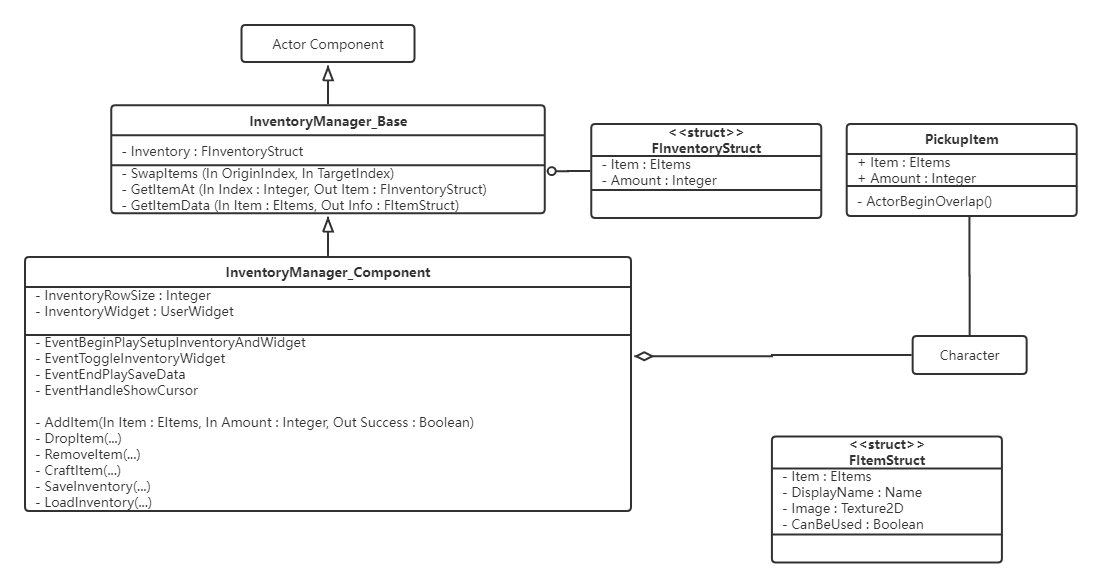 Actor Component
InventoryManager_Base
- Inventory : FInventoryStruct
- SwapItems (In OriginIndex, In TargetIndex)
- GetItemAt (In Index : Integer, Out Item : FInventoryStruct)
- GetItemData (In Item : EItems, Out Info : FItemStruct)
<<struct>>
FInventoryStruct
- Item : EItems
- Amount : Integer
PickupItem
+ Item : EItems
+ Amount : Integer
- ActorBeginOverlap()
InventoryManager_Component
- InventoryRowSize : Integer
- InventoryWidget : UserWidget
- EventBeginPlaySetupInventoryAndWidget
- EventToggleInventoryWidget
- EventEndPlaySaveData
- EventHandleShowCursor
- AddItem(In Item : EItems, In Amount : Integer, Out Success : Boolean)
- DropItem(...)
- RemoveItem(...)
- CraftItem(...)
- SaveInventory(...)
- LoadInventory(...)
Character
<<struct>>
FItemStruct
- Item : EItems
- DisplayName : Name
- Image : Texture2D
- CanBeUsed : Boolean